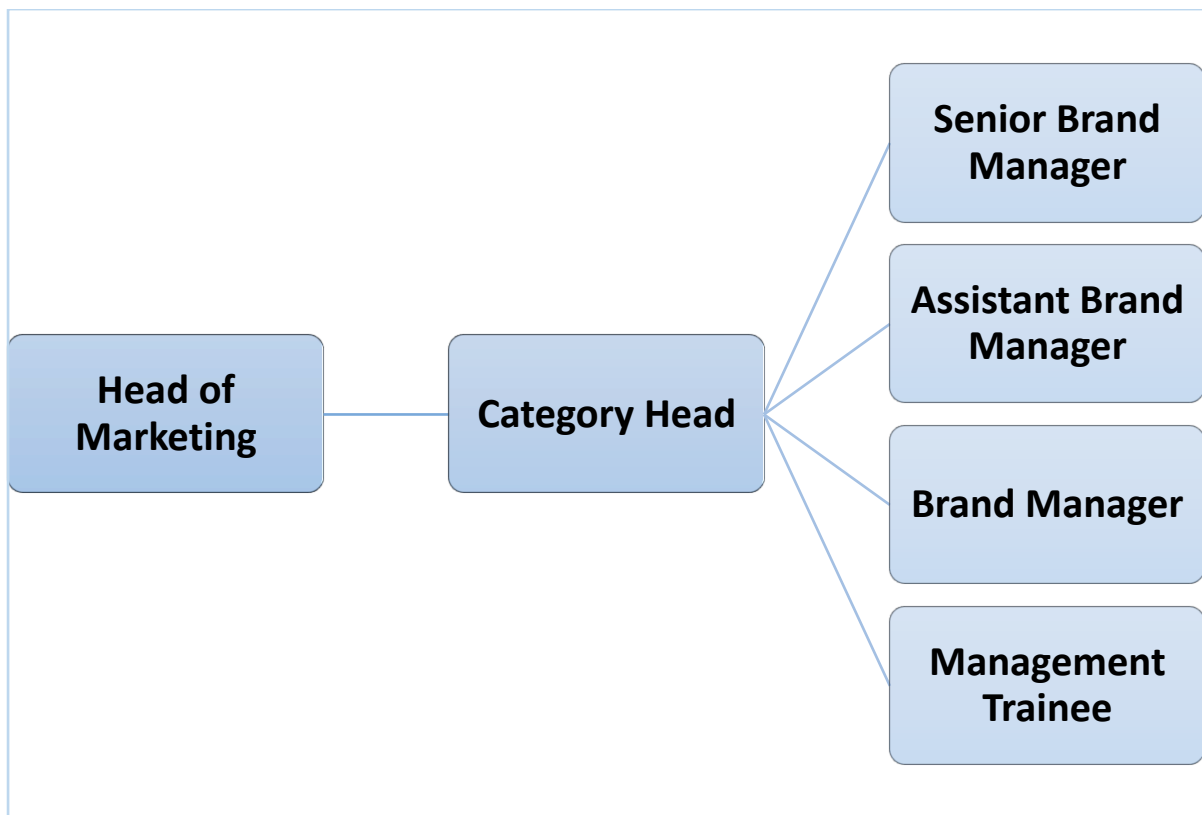 Head of
Marketing
Category Head
Senior Brand
Manager
Assistant Brand
Manager
Brand Manager
Management
Trainee